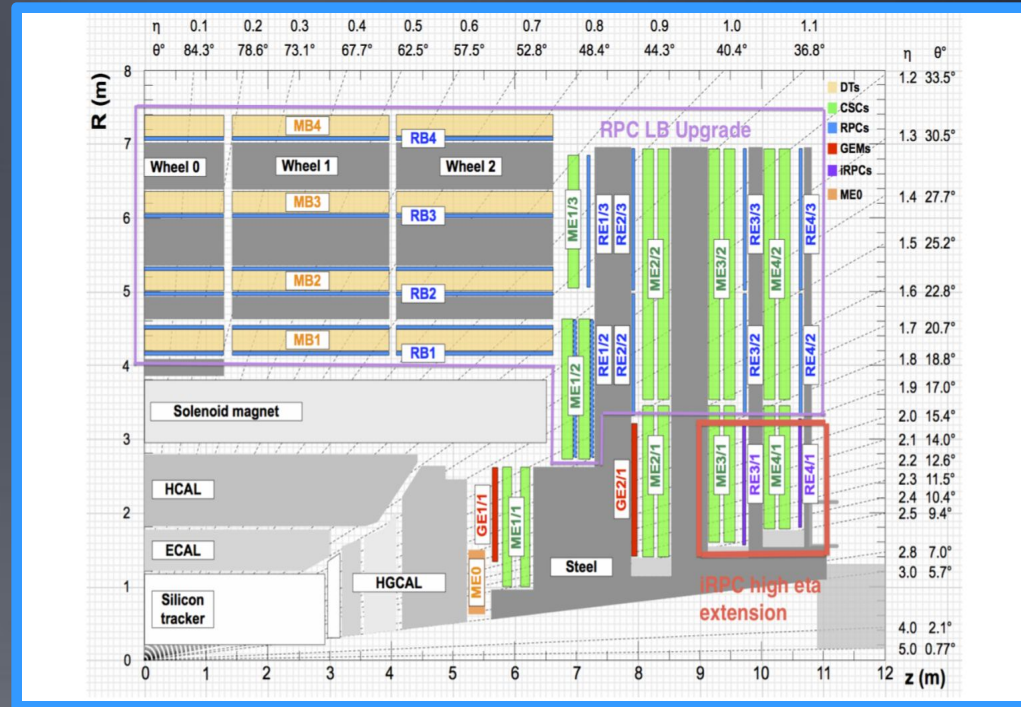 η 0.1 0.2 0.3 0.4 0.5 0.6 0.7 0.8 0.9 1.0 1.1
θ° 84.3° 78.6° 73.1° 67.7° 62.5° 57.5° 52.8° 48.4° 44.3° 40.4° 36.8° η θ°
R (m)
8
7
6
5
4
3
2
1
0
1.2 33.5°
1.3 30.5°
1.4 27.7°
1.5 25.2°
1.6 22.8°
1.7 20.7°
1.8 18.8°
1.9 17.0°
2.0 15.4°
2.1 14.0°
2.2 12.6°
2.3 11.5°
2.4 10.4°
2.5 9.4°
2.8 7.0°
3.0 5.7°
4.0 2.1°
5.0 0.77°
DTs
CSCs
RPCs
GEMs
iRPCs
ME0
RPC LB Upgrade
MB4
RB4
Wheel 0 Wheel 1 Wheel 2
MB3
RB3
MB2
RB2
MB1
RB1
ME1/3
RE1/3
RE2/3
ME2/2
ME3/2
RE3/3
ME4/2
RE4/3
ME1/2
RE1/2
RE2/2
RE3/2
RE4/2
Solenoid magnet
HCAL
ECAL
Silicon
tracker
HGCAL
ME0
GE1/1
ME1/1
Steel
GE2/1
ME2/1
ME3/1
RE3/1
ME4/1
RE4/1
iRPC high eta
extension
0 1 2 3 4 5 6 7 8 9 10 11 12 z (m)